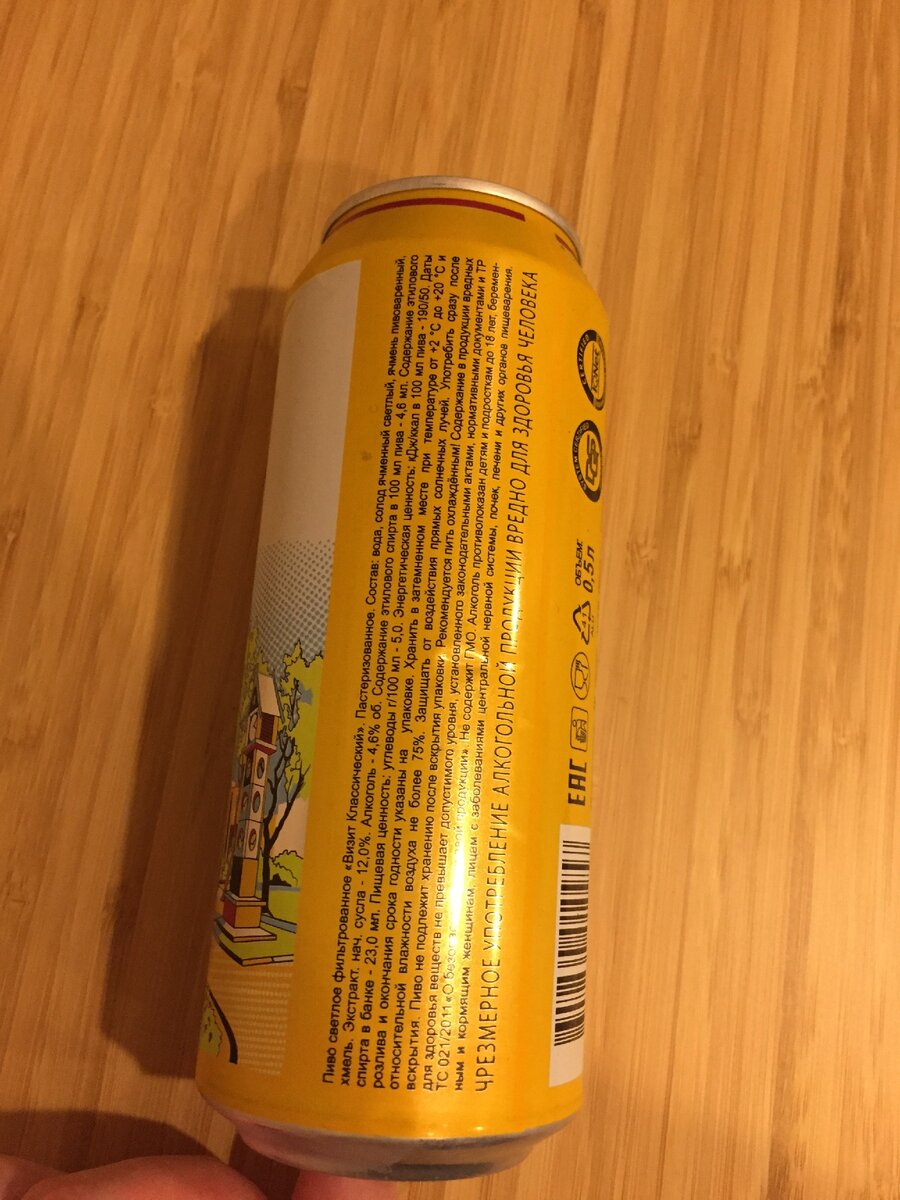 Пиво светлое фильтрованное «Визит Классический». Пастеризованное. Состав: вода, солод ячменный светлый, ячмень пивоваренный,
хмель. Экстракт. нач. сусла - 12,0%. Алкоголь - 4,6% об. Содержание этилового спирта в 100 мл пива - 4,6 мл. Содержание этилового
спирта в банке - 23,0 мл. Пищевая ценность: углеводы г/100 мл - 5,0. Энергетическая ценность: кДж/ккал в 100 мл пива - 190/50. Даты
розлива и окончания срока годности указаны на упаковке. Хранить в затемненном месте при температуре от +2 °C до +20 °C и
относительной влажности воздуха не более 75%. Защищать от воздействия прямых солнечных лучей. Употребить сразу после
вскрытия. Пиво не подлежит хранению после вскрытия упаковки. Рекомендуется пить охлаждённым! Содержание в продукции вредных
для здоровья веществ не превышает допустимого уровня, установленного законодательными актами, нормативными документами и ТР
ТС 021/2011 «О продукции». Не содержит ГМО. Алкоголь противопоказан детям и подросткам до 18 лет, беремен-
ным и кормящим женщинам, лицам с заболеваниями центральной нервной системы, почек, печени и других органов пищеварения.
ЧРЕЗМЕРНОЕ УПОТРЕБЛЕНИЕ АЛКОГОЛЬНОЙ ПРОДУКЦИИ ВРЕДНО ДЛЯ ЗДОРОВЬЯ ЧЕЛОВЕКА
EAC
41
ОБЪЕМ:
0,5 л
CERTIFIED
IQNET